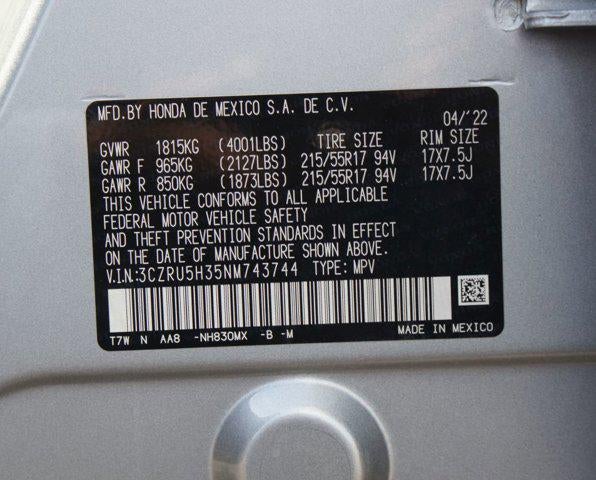 MFD.BY HONDA DE MEXICO S.A. DE C.V.
04/'22
GVWR 1815KG (4001LBS) TIRE SIZE RIM SIZE
GAWR F 965KG (2127LBS) 215/55R17 94V 17X7.5J
GAWR R 850KG (1873LBS) 215/55R17 94V 17X7.5J
THIS VEHICLE CONFORMS TO ALL APPLICABLE
FEDERAL MOTOR VEHICLE SAFETY
AND THEFT PREVENTION STANDARDS IN EFFECT
ON THE DATE OF MANUFACTURE SHOWN ABOVE.
V.I.N:3CZRU5H35NM743744 TYPE: MPV
T7W N AA8 -NH830MX -B -M MADE IN MEXICO